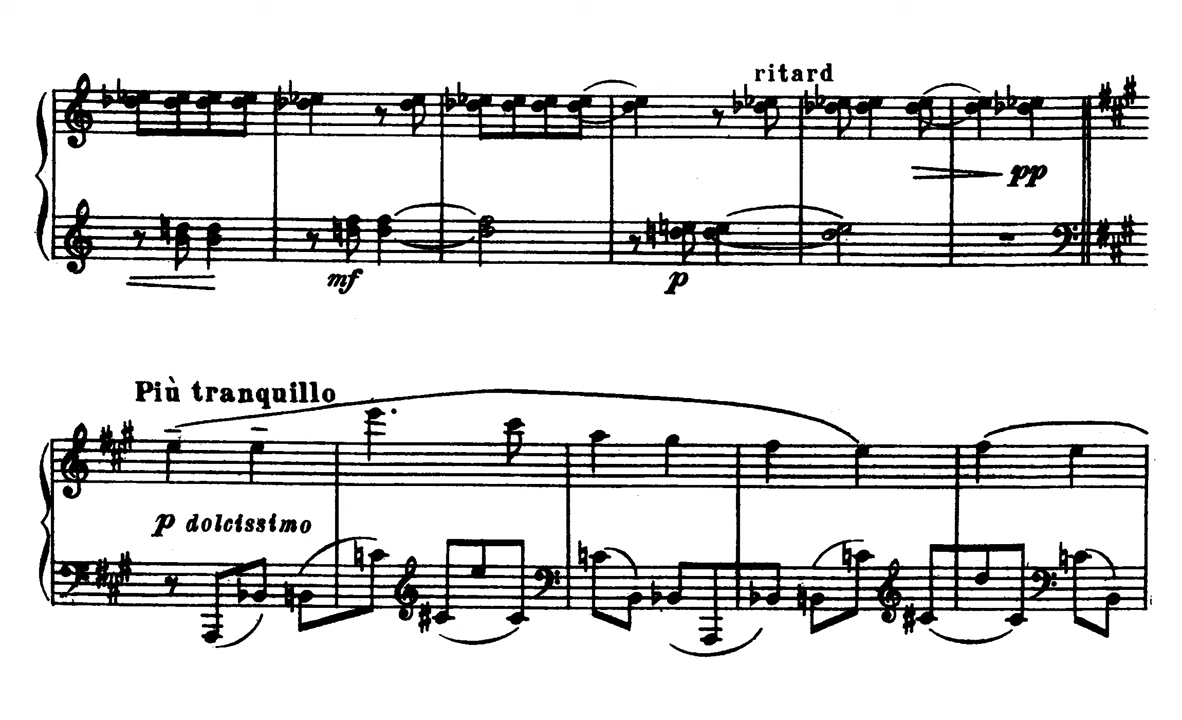 ritard
pp
mf
p
Più tranquillo
p dolcissimo